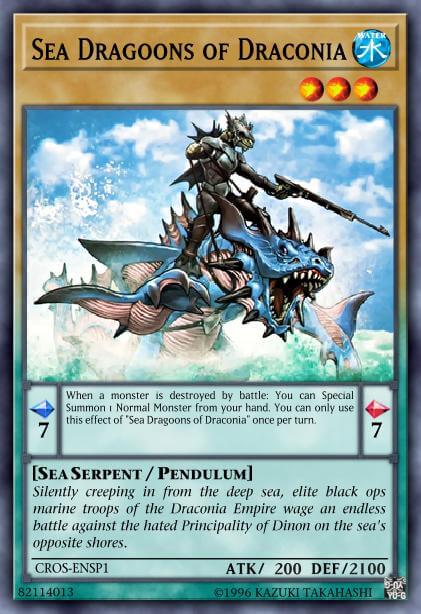 SEA DRAGOONS OF DRACONIA
WATER
水
When a monster is destroyed by battle: You can Special
Summon 1 Normal Monster from your hand. You can only use
this effect of "Sea Dragoons of Draconia" once per turn.
7
7
[SEA SERPENT / PENDULUM]
Silently creeping in from the deep sea, elite black ops
marine troops of the Draconia Empire wage an endless
battle against the hated Principality of Dinon on the sea's
opposite shores.
CROS-ENSP1
ATK/ 200 DEF/2100
82114013
©1996 KAZUKI TAKAHASHI